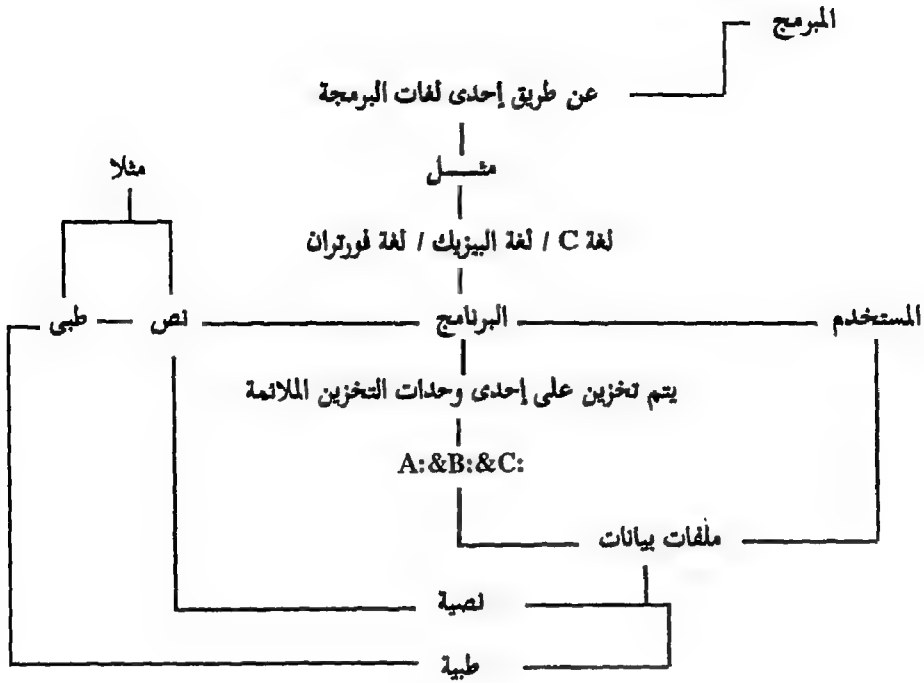 المبرمج
عن طريق إحدى لغات البرمجة
مثلا
مثـــل
لغة C / لغة البيزيك / لغة فورتران
المستخدم
البرنامج
نص
طبى
يتم تخزين على إحدى وحدات التخزين الملائمة
A:&B:&C:
ملفات بيانات
نصية
طبية